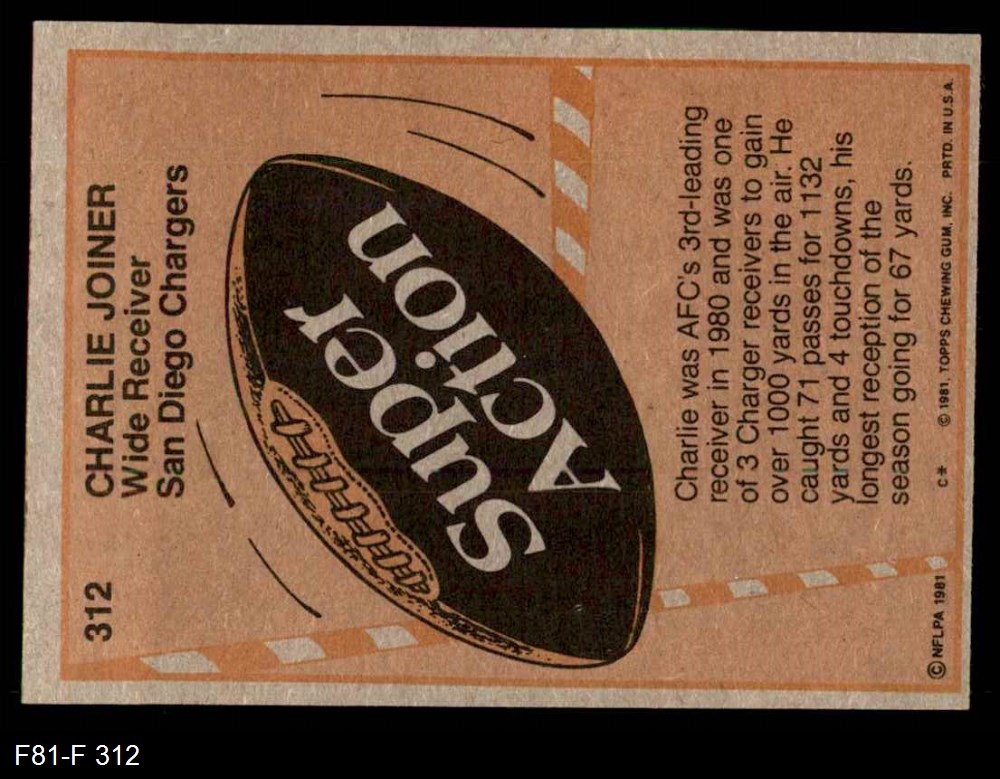 312
CHARLIE JOINER
Wide Receiver
San Diego Chargers
Super
Action
Charlie was AFC's 3rd-leading
receiver in 1980 and was one
of 3 Charger receivers to gain
over 1000 yards in the air. He
caught 71 passes for 1132
yards and 4 touchdowns, his
longest reception of the
season going for 67 yards.
© NFLPA 1981
C* © 1981, TOPPS CHEWING GUM, INC. PRTD. IN U.S.A.
F81-F 312